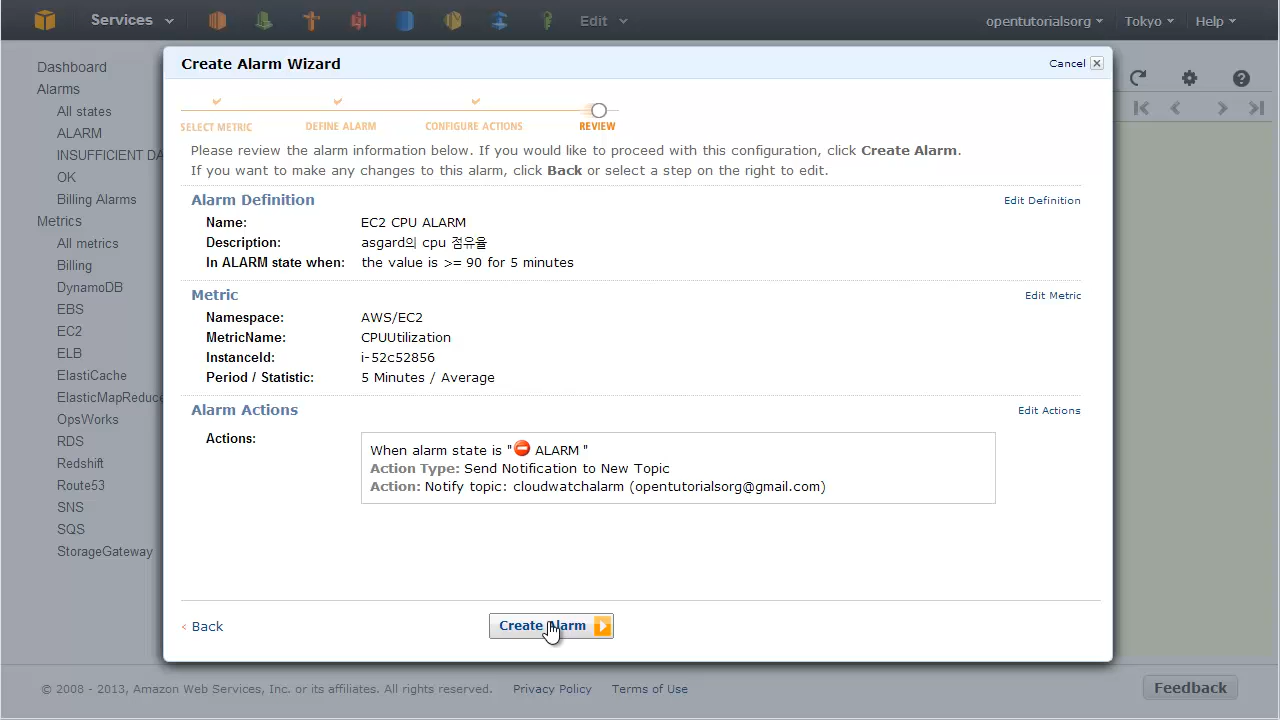 Services
Edit
opentutorialsorg
Tokyo
Help
Dashboard
Alarms
All states
ALARM
INSUFFICIENT DA
OK
Billing Alarms
Metrics
All metrics
Billing
DynamoDB
EBS
EC2
ELB
ElastiCache
ElasticMapReduce
OpsWorks
RDS
Redshift
Route53
SNS
SQS
StorageGateway
Create Alarm Wizard
Cancel
SELECT METRIC
DEFINE ALARM
CONFIGURE ACTIONS
REVIEW
Please review the alarm information below. If you would like to proceed with this configuration, click Create Alarm.
If you want to make any changes to this alarm, click Back or select a step on the right to edit.
Alarm Definition
Edit Definition
Name: EC2 CPU ALARM
Description: asgard의 cpu 점유율
In ALARM state when: the value is >= 90 for 5 minutes
Metric
Edit Metric
Namespace: AWS/EC2
MetricName: CPUUtilization
InstanceId: i-52c52856
Period / Statistic: 5 Minutes / Average
Alarm Actions
Edit Actions
Actions:
When alarm state is " ALARM "
Action Type: Send Notification to New Topic
Action: Notify topic: cloudwatchalarm (opentutorialsorg@gmail.com)
< Back
Create Alarm
© 2008 - 2013, Amazon Web Services, Inc. or its affiliates. All rights reserved.
Privacy Policy
Terms of Use
Feedback